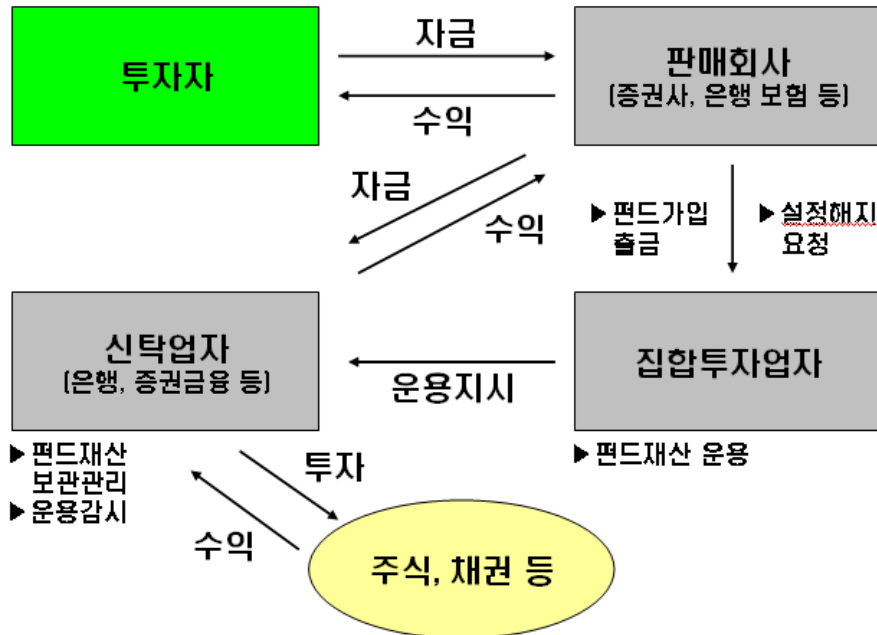 자금
투자자
판매회사
(증권사, 은행 보험 등)
수익
자금
수익
▶ 펀드가입
출금
▶ 설정해지
요청
신탁업자
(은행, 증권금융 등)
운용지시
집합투자업자
▶ 펀드재산
보관관리
▶ 운용감시
투자
▶ 펀드재산 운용
수익
주식, 채권 등